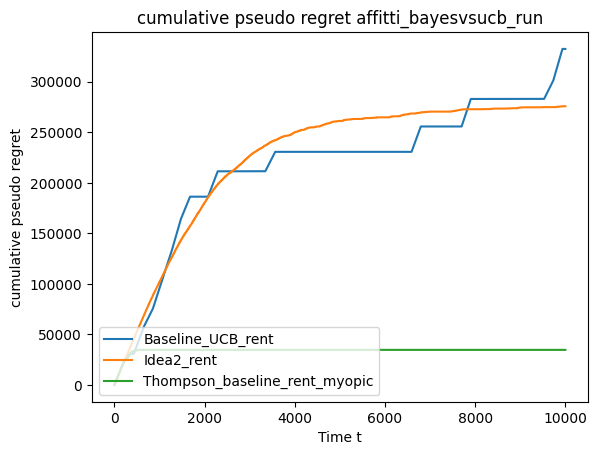 cumulative pseudo regret affitti_bayesvsucb_run
cumulative pseudo regret
300000
250000
200000
150000
100000
50000
0
Baseline_UCB_rent
Idea2_rent
Thompson_baseline_rent_myopic
0
2000
4000
6000
8000
10000
Time t